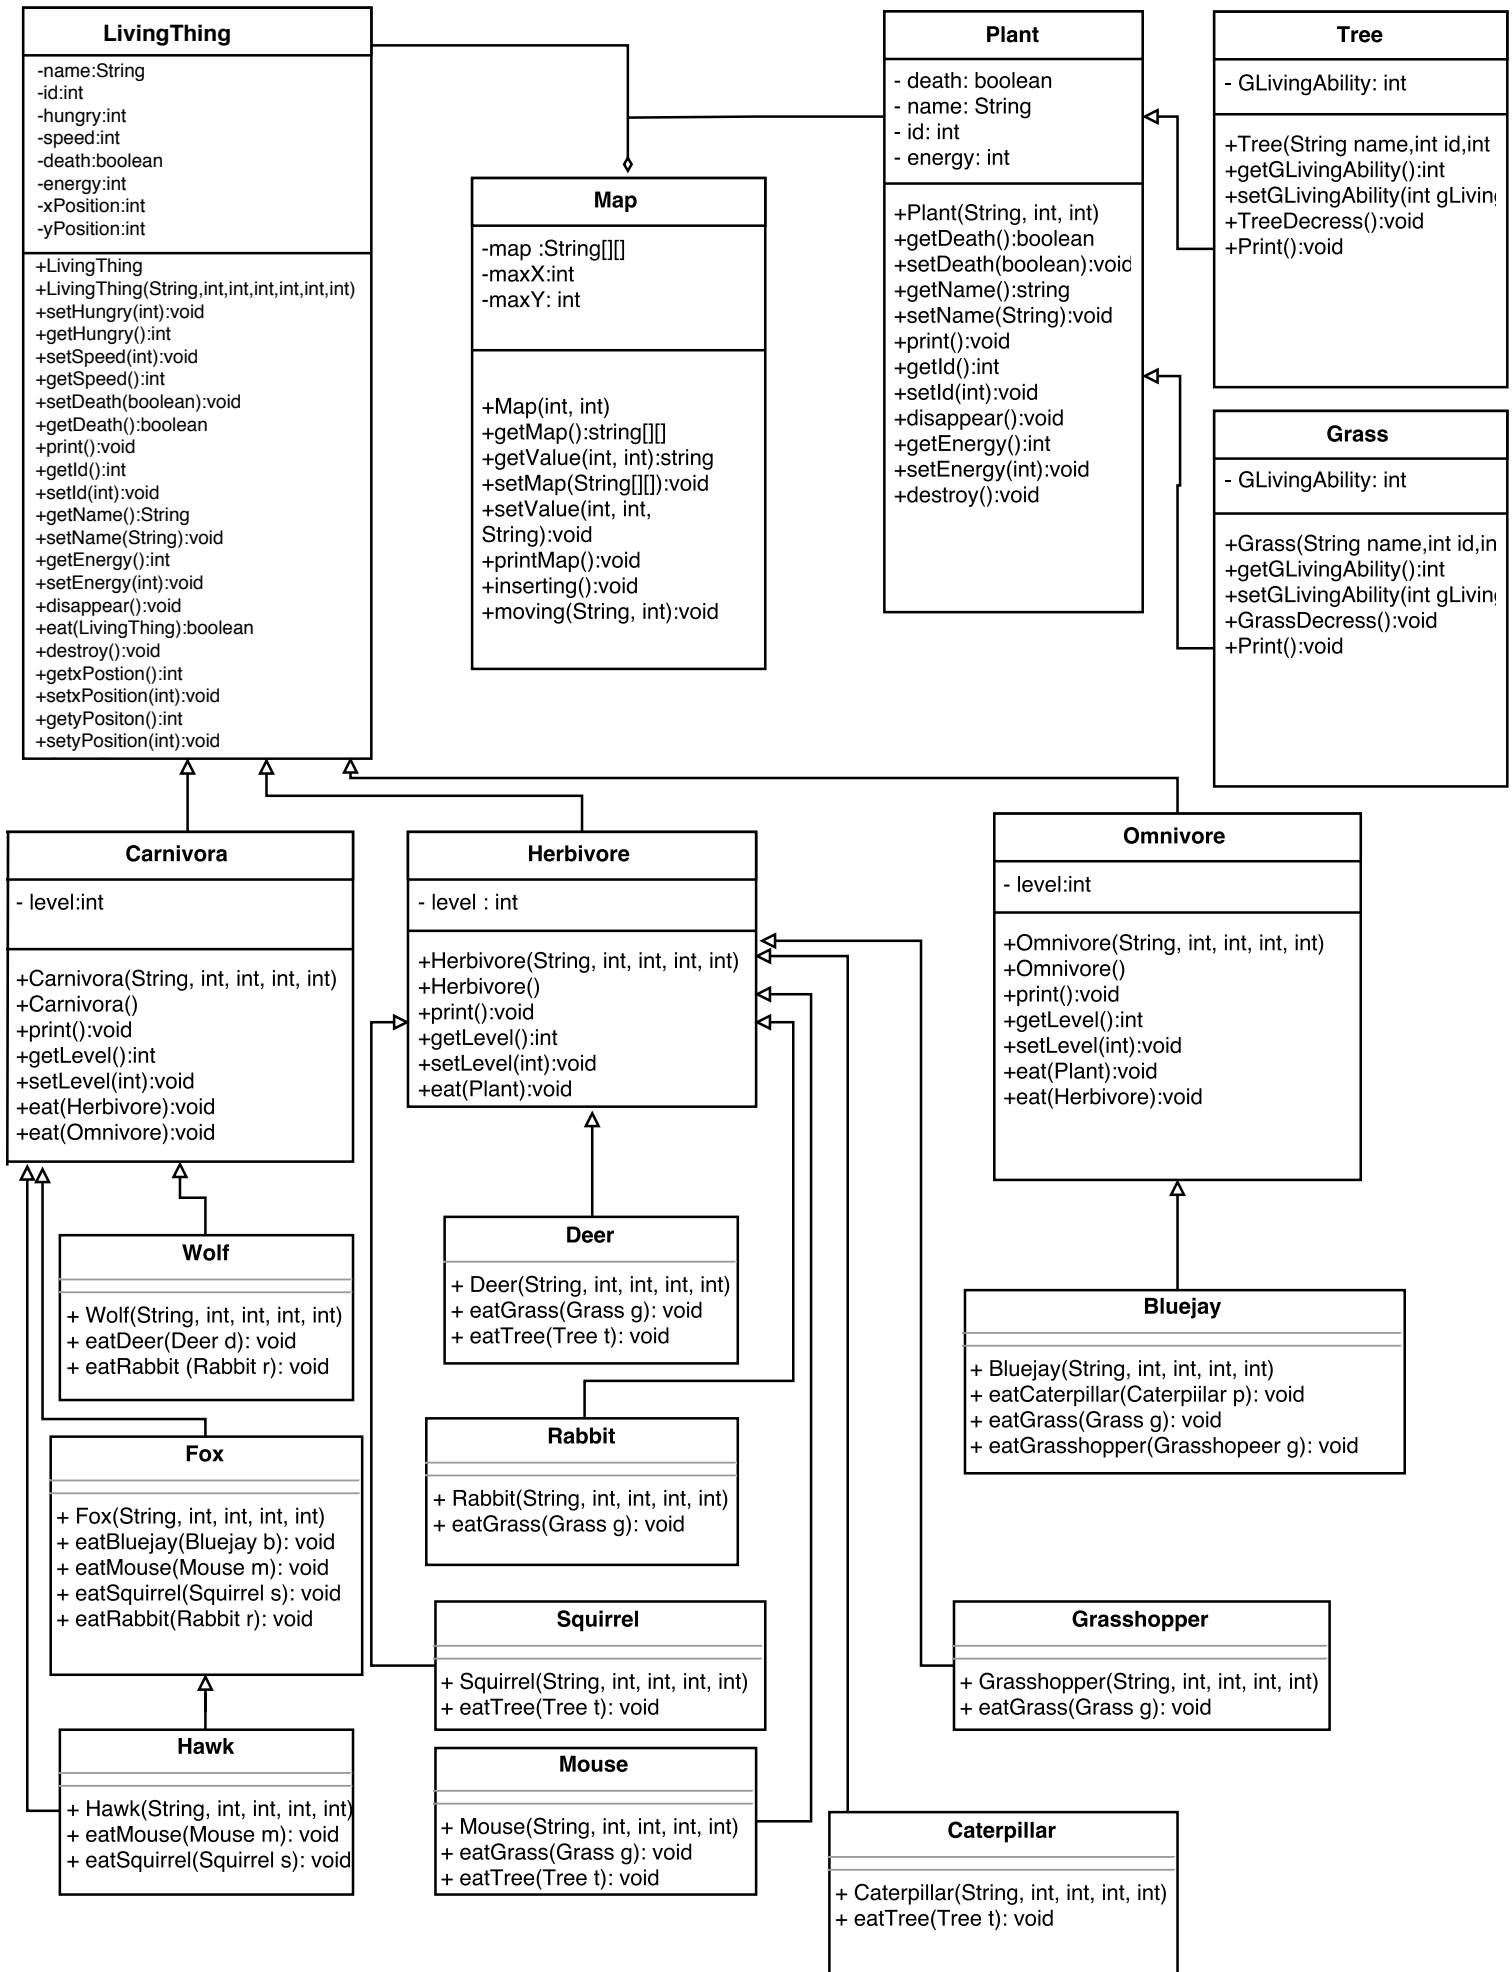 LivingThing
-name:String
-id:int
-hungry:int
-speed:int
-death:boolean
-energy:int
-xPosition:int
-yPosition:int
+LivingThing
+LivingThing(String,int,int,int,int,int,int)
+setHungry(int):void
+getHungry():int
+setSpeed(int):void
+getSpeed():int
+setDeath(boolean):void
+getDeath():boolean
+print():void
+getId():int
+setId(int):void
+getName():String
+setName(String):void
+getEnergy():int
+setEnergy(int):void
+disappear():void
+eat(LivingThing):boolean
+destroy():void
+getxPostion():int
+setxPosition(int):void
+getyPositon():int
+setyPosition(int):void
Map
-map :String[][]
-maxX:int
-maxY: int
+Map(int, int)
+getMap():string[][]
+getValue(int, int):string
+setMap(String[][]):void
+setValue(int, int,
String):void
+printMap():void
+inserting():void
+moving(String, int):void
Plant
- death: boolean
- name: String
- id: int
- energy: int
+Plant(String, int, int)
+getDeath():boolean
+setDeath(boolean):void
+getName():string
+setName(String):void
+print():void
+getId():int
+setId(int):void
+disappear():void
+getEnergy():int
+setEnergy(int):void
+destroy():void
Tree
- GLivingAbility: int
+Tree(String name,int id,int
+getGLivingAbility():int
+setGLivingAbility(int gLiving
+TreeDecress():void
+Print():void
Grass
- GLivingAbility: int
+Grass(String name,int id,in
+getGLivingAbility():int
+setGLivingAbility(int gLiving
+GrassDecress():void
+Print():void
Carnivora
- level:int
+Carnivora(String, int, int, int, int)
+Carnivora()
+print():void
+getLevel():int
+setLevel(int):void
+eat(Herbivore):void
+eat(Omnivore):void
Herbivore
- level : int
+Herbivore(String, int, int, int, int)
+Herbivore()
+print():void
+getLevel():int
+setLevel(int):void
+eat(Plant):void
Omnivore
- level:int
+Omnivore(String, int, int, int, int)
+Omnivore()
+print():void
+getLevel():int
+setLevel(int):void
+eat(Plant):void
+eat(Herbivore):void
Wolf
+ Wolf(String, int, int, int, int)
+ eatDeer(Deer d): void
+ eatRabbit (Rabbit r): void
Deer
+ Deer(String, int, int, int, int)
+ eatGrass(Grass g): void
+ eatTree(Tree t): void
Bluejay
+ Bluejay(String, int, int, int, int)
+ eatCaterpillar(Caterpiilar p): void
+ eatGrass(Grass g): void
+ eatGrasshopper(Grasshopeer g): void
Fox
+ Fox(String, int, int, int, int)
+ eatBluejay(Bluejay b): void
+ eatMouse(Mouse m): void
+ eatSquirrel(Squirrel s): void
+ eatRabbit(Rabbit r): void
Rabbit
+ Rabbit(String, int, int, int, int)
+ eatGrass(Grass g): void
Squirrel
+ Squirrel(String, int, int, int, int)
+ eatTree(Tree t): void
Grasshopper
+ Grasshopper(String, int, int, int, int)
+ eatGrass(Grass g): void
Hawk
+ Hawk(String, int, int, int, int)
+ eatMouse(Mouse m): void
+ eatSquirrel(Squirrel s): void
Mouse
+ Mouse(String, int, int, int, int)
+ eatGrass(Grass g): void
+ eatTree(Tree t): void
Caterpillar
+ Caterpillar(String, int, int, int, int)
+ eatTree(Tree t): void